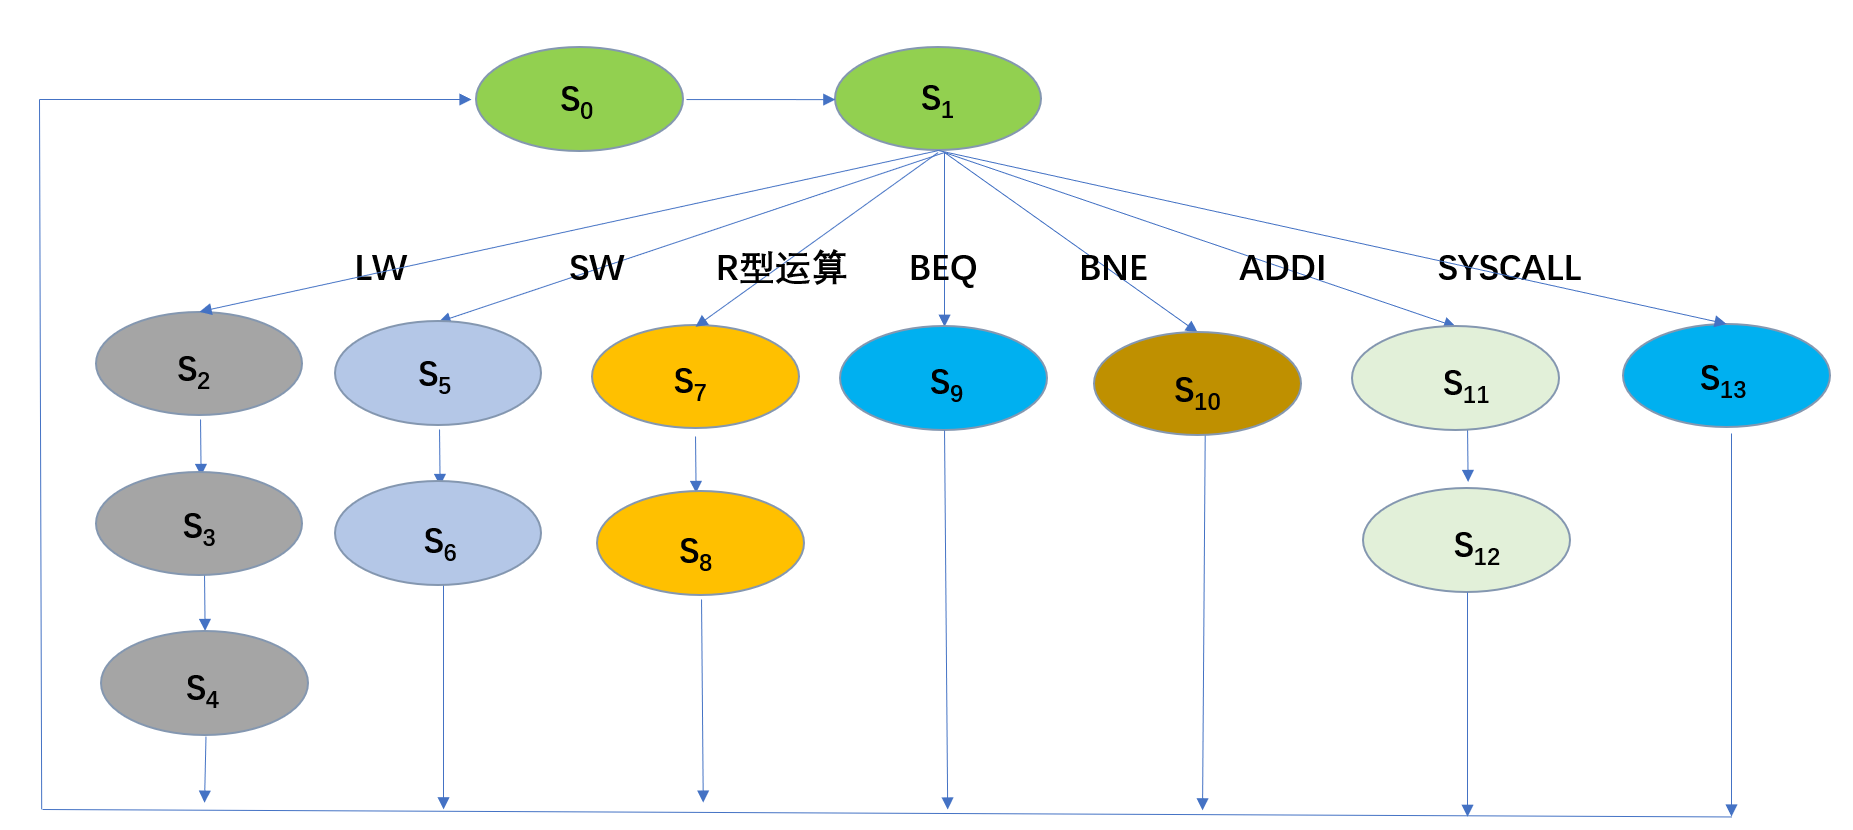 S0
S1
LW
SW
R型运算
BEQ
BNE
ADDI
SYSCALL
S2
S5
S7
S9
S10
S11
S13
S3
S6
S8
S12
S4